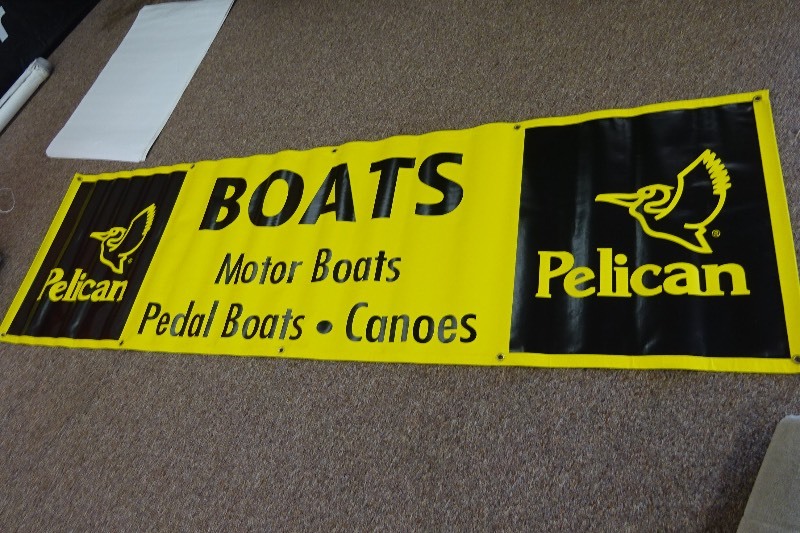 Pelican
BOATS
Motor Boats
Pedal Boats • Canoes
Pelican
®